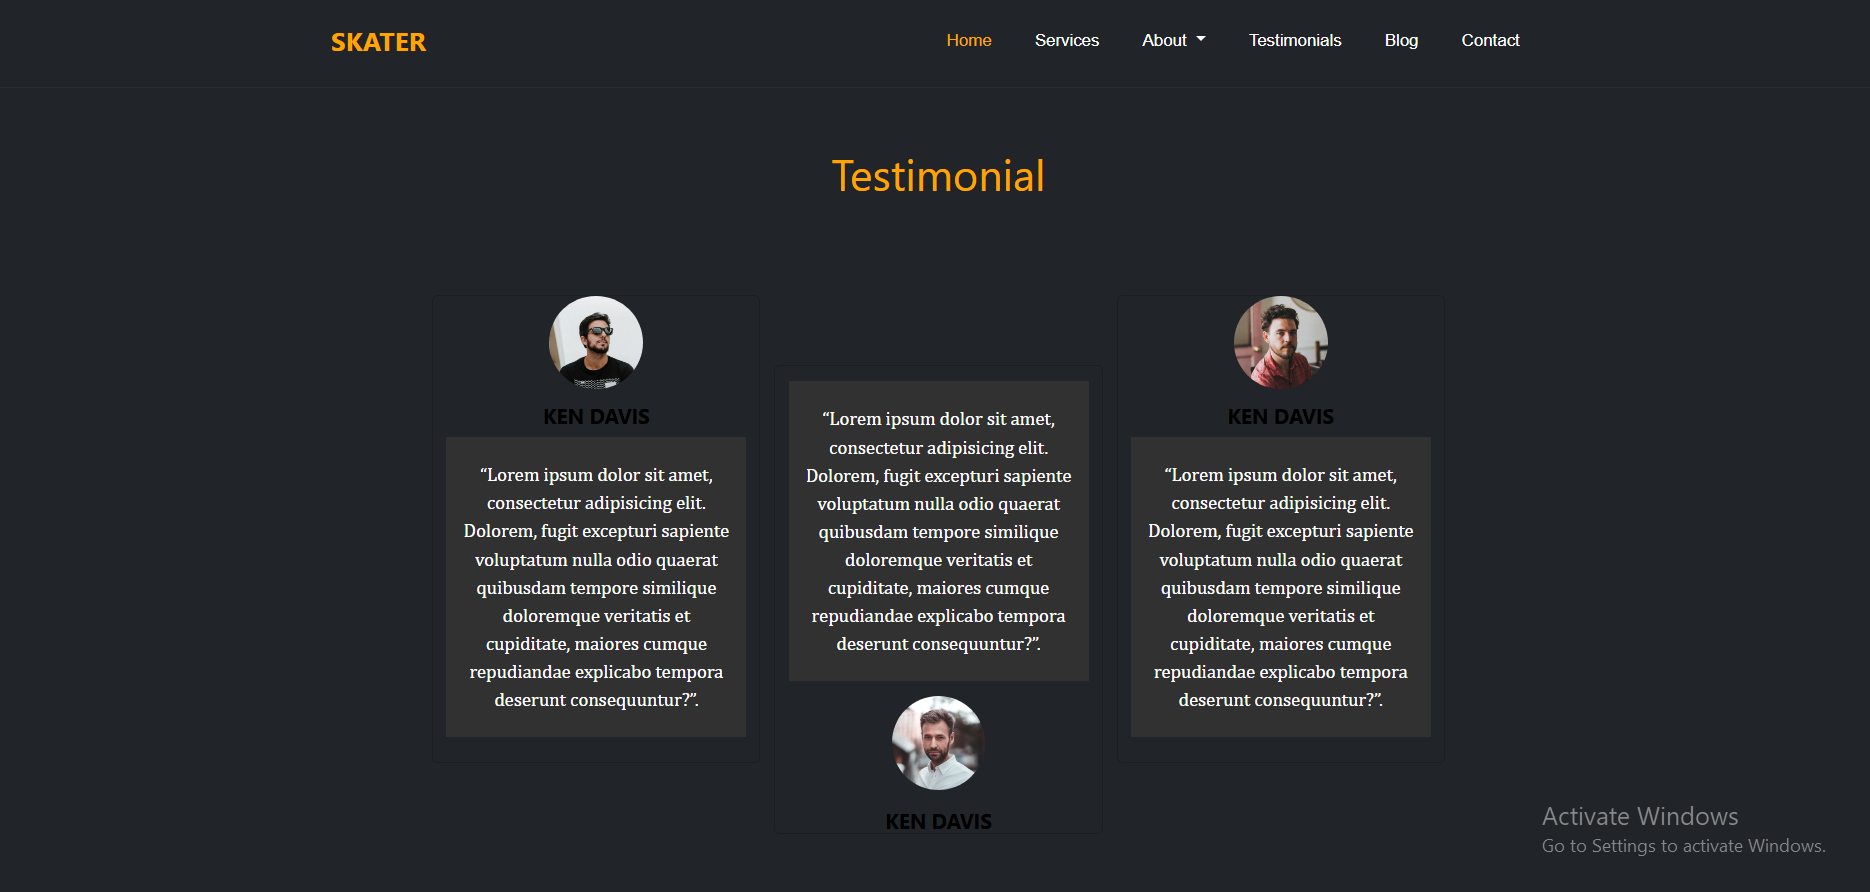 SKATER
Home Services About Testimonials Blog Contact
Testimonial
KEN DAVIS
“Lorem ipsum dolor sit amet,
consectetur adipisicing elit.
Dolorem, fugit excepturi sapiente
voluptatum nulla odio quaerat
quibusdam tempore similique
doloremque veritatis et
cupiditate, maiores cumque
repudiandae explicabo tempora
deserunt consequuntur?”.
“Lorem ipsum dolor sit amet,
consectetur adipisicing elit.
Dolorem, fugit excepturi sapiente
voluptatum nulla odio quaerat
quibusdam tempore similique
doloremque veritatis et
cupiditate, maiores cumque
repudiandae explicabo tempora
deserunt consequuntur?”.
KEN DAVIS
KEN DAVIS
“Lorem ipsum dolor sit amet,
consectetur adipisicing elit.
Dolorem, fugit excepturi sapiente
voluptatum nulla odio quaerat
quibusdam tempore similique
doloremque veritatis et
cupiditate, maiores cumque
repudiandae explicabo tempora
deserunt consequuntur?”.
Activate Windows
Go to Settings to activate Windows.